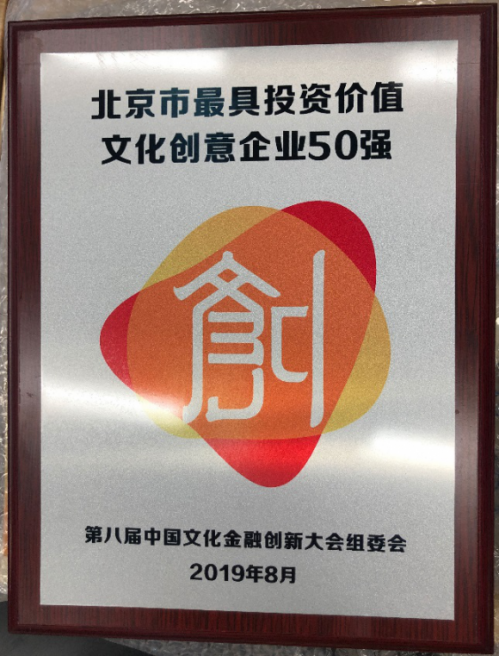 北京市最具投资价值
文化创意企业50强
创
第八届中国文化金融创新大会组委会
2019年8月